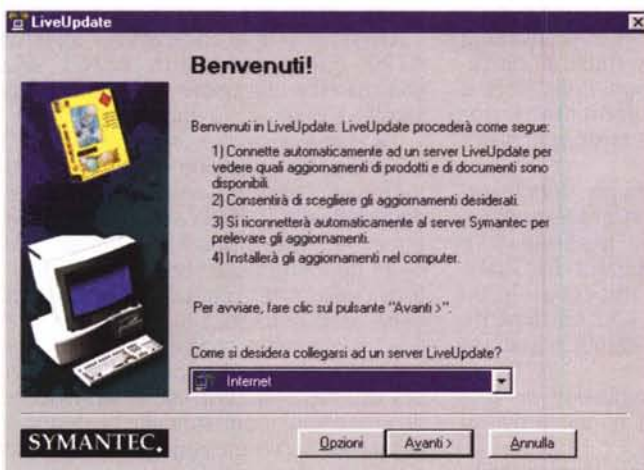 LiveUpdate
Benvenuti!
Benvenuti in LiveUpdate. LiveUpdate procederà come segue:
1) Connette automaticamente ad un server LiveUpdate per
vedere quali aggiornamenti di prodotti e di documenti sono
disponibili.
2) Consentirà di scegliere gli aggiornamenti desiderati.
3) Si riconnetterà automaticamente al server Symantec per
prelevare gli aggiornamenti.
4) Installerà gli aggiornamenti nel computer.
Per avviare, fare clic sul pulsante "Avanti >".
Come si desidera collegarsi ad un server LiveUpdate?
Internet
SYMANTEC.
Opzioni
Avanti >
Annulla